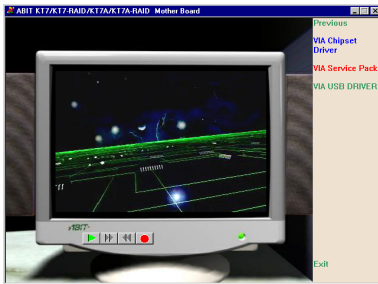 ABIT KT7/KT7-RAID/KT7A/KT7A-RAID Mother Board
Previous
VIA Chipset
Driver
VIA Service Pack
VIA USB DRIVER
ABIT
Exit